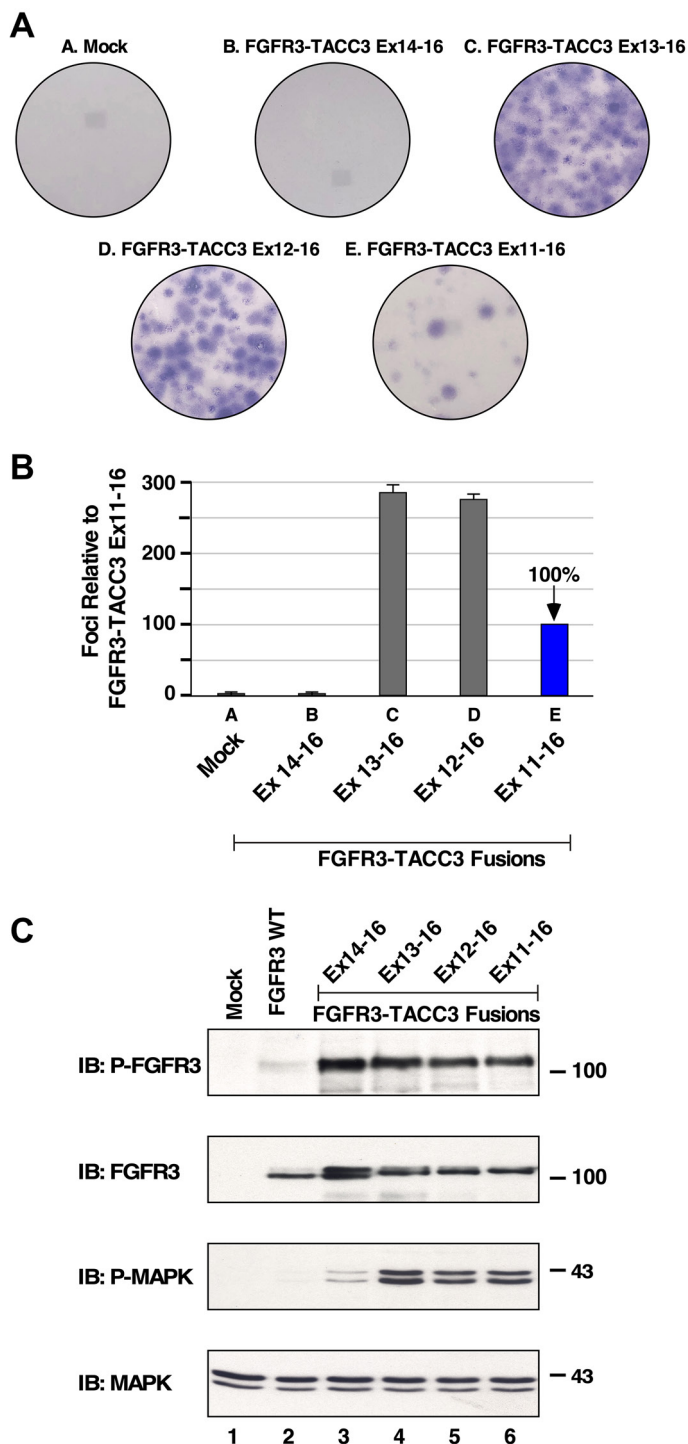 A
A. Mock
B. FGFR3-TACC3 Ex14-16
C. FGFR3-TACC3 Ex13-16
D. FGFR3-TACC3 Ex12-16
E. FGFR3-TACC3 Ex11-16
B
Foci Relative to
FGFR3-TACC3 Ex11-16
300
200
100
0
100%
A
B
C
D
E
Mock
Ex 14-16
Ex 13-16
Ex 12-16
Ex 11-16
FGFR3-TACC3 Fusions
C
Mock
FGFR3 WT
Ex14-16
Ex13-16
Ex12-16
Ex11-16
FGFR3-TACC3 Fusions
IB: P-FGFR3
100
IB: FGFR3
100
IB: P-MAPK
43
IB: MAPK
43
1 2 3 4 5 6